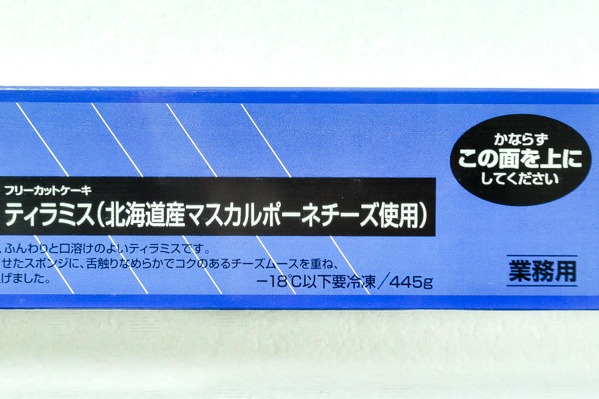 フリーカットケーキ
ティラミス(北海道産マスカルポーネチーズ使用)
、ふんわりと口溶けのよいティラミスです。
せたスポンジに、舌触りなめらかでコクのあるチーズムースを重ね、
げました。
−18℃以下要冷凍/445g
かならず
この面を上に
してください
業務用